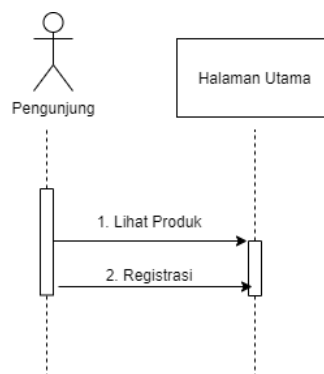 Pengunjung
Halaman Utama
1. Lihat Produk
2. Registrasi